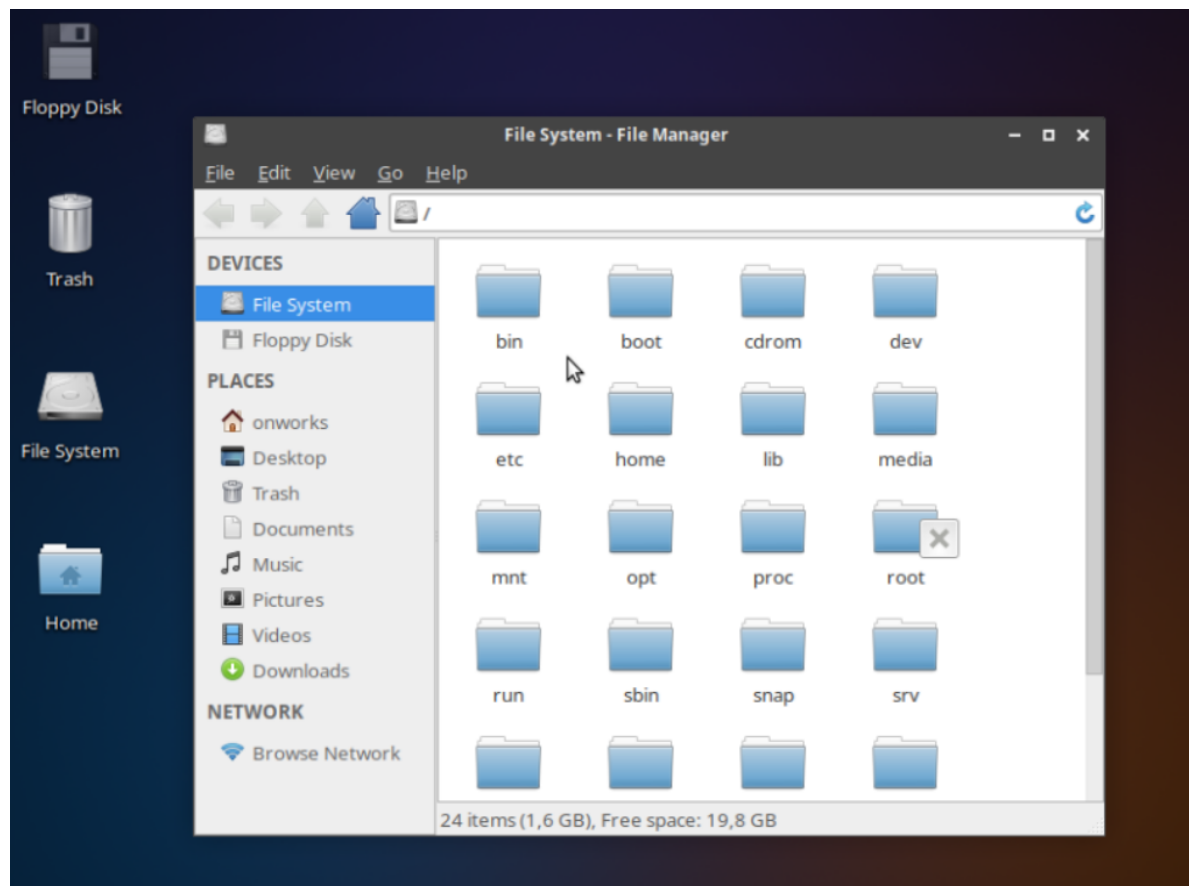 Floppy Disk
Trash
File System
Home
File System - File Manager
File Edit View Go Help
/
DEVICES
File System
Floppy Disk
PLACES
onworks
Desktop
Trash
Documents
Music
Pictures
Videos
Downloads
NETWORK
Browse Network
bin boot cdrom dev
etc home lib media
mnt opt proc root
run sbin snap srv
24 items (1,6 GB), Free space: 19,8 GB